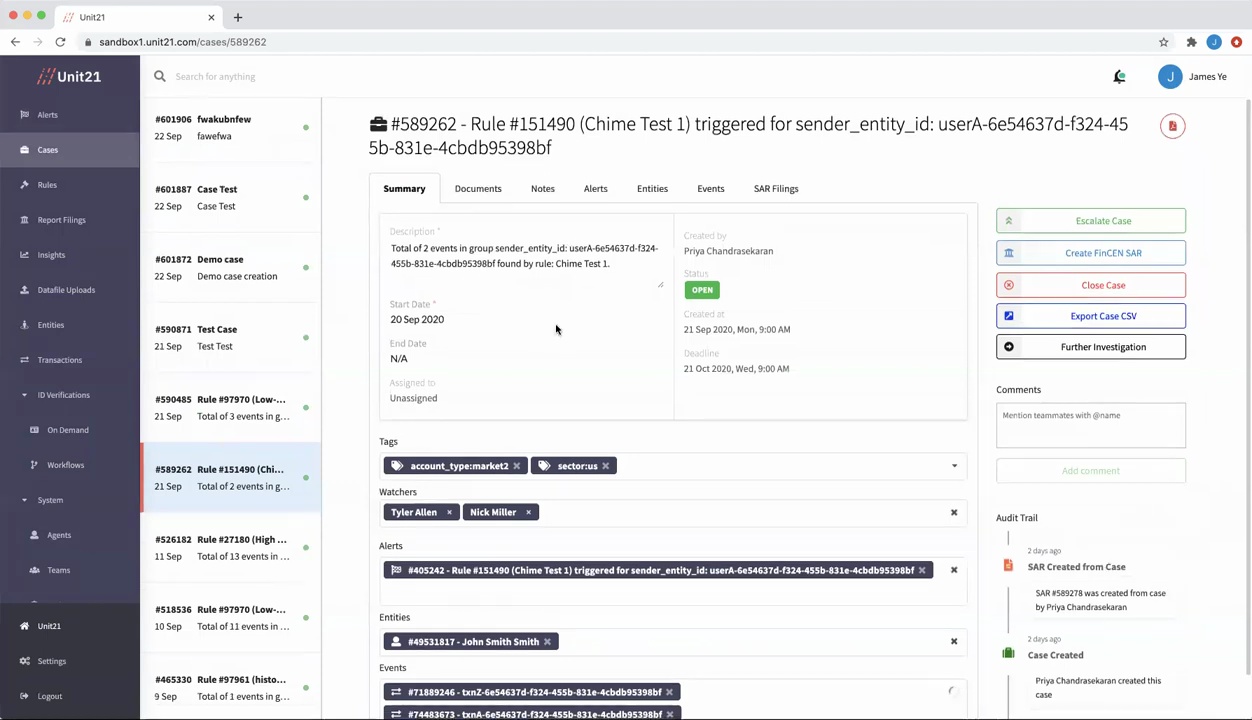 Unit21
sandbox1.unit21.com/cases/589262
J
Unit21
Search for anything
J
James Ye
Alerts
Cases
Rules
Report Filings
Insights
Datafile Uploads
Entities
Transactions
ID Verifications
On Demand
Workflows
System
Agents
Teams
Unit21
Settings
Logout
#601906 fwakubnfew
22 Sep fawefwa
#601887 Case Test
22 Sep Case Test
#601872 Demo case
22 Sep Demo case creation
#590871 Test Case
21 Sep Test Test
#590485 Rule #97970 (Low-...
21 Sep Total of 3 events in g...
#589262 Rule #151490 (Chi...
21 Sep Total of 2 events in g...
#526182 Rule #27180 (High ...
11 Sep Total of 13 events in ...
#518536 Rule #97970 (Low-...
10 Sep Total of 11 events in ...
#465330 Rule #97961 (histo...
9 Sep Total of 1 events in g...
#589262 - Rule #151490 (Chime Test 1) triggered for sender_entity_id: userA-6e54637d-f324-45
5b-831e-4cbdb95398bf
Summary Documents Notes Alerts Entities Events SAR Filings
Description *
Total of 2 events in group sender_entity_id: userA-6e54637d-f324-
455b-831e-4cbdb95398bf found by rule: Chime Test 1.
Start Date *
20 Sep 2020
End Date
N/A
Assigned to
Unassigned
Created by
Priya Chandrasekaran
Status
OPEN
Created at
21 Sep 2020, Mon, 9:00 AM
Deadline
21 Oct 2020, Wed, 9:00 AM
Tags
account_type:market2
sector:us
Watchers
Tyler Allen
Nick Miller
Alerts
#405242 - Rule #151490 (Chime Test 1) triggered for sender_entity_id: userA-6e54637d-f324-455b-831e-4cbdb95398bf
Entities
#49531817 - John Smith Smith
Events
#71889246 - txnZ-6e54637d-f324-455b-831e-4cbdb95398bf
#74483673 - txnA-6e54637d-f324-455b-831e-4cbdb95398bf
Escalate Case
Create FinCEN SAR
Close Case
Export Case CSV
Further Investigation
Comments
Mention teammates with @name
Add comment
Audit Trail
2 days ago
SAR Created from Case
SAR #589278 was created from case
by Priya Chandrasekaran
2 days ago
Case Created
Priya Chandrasekaran created this
case